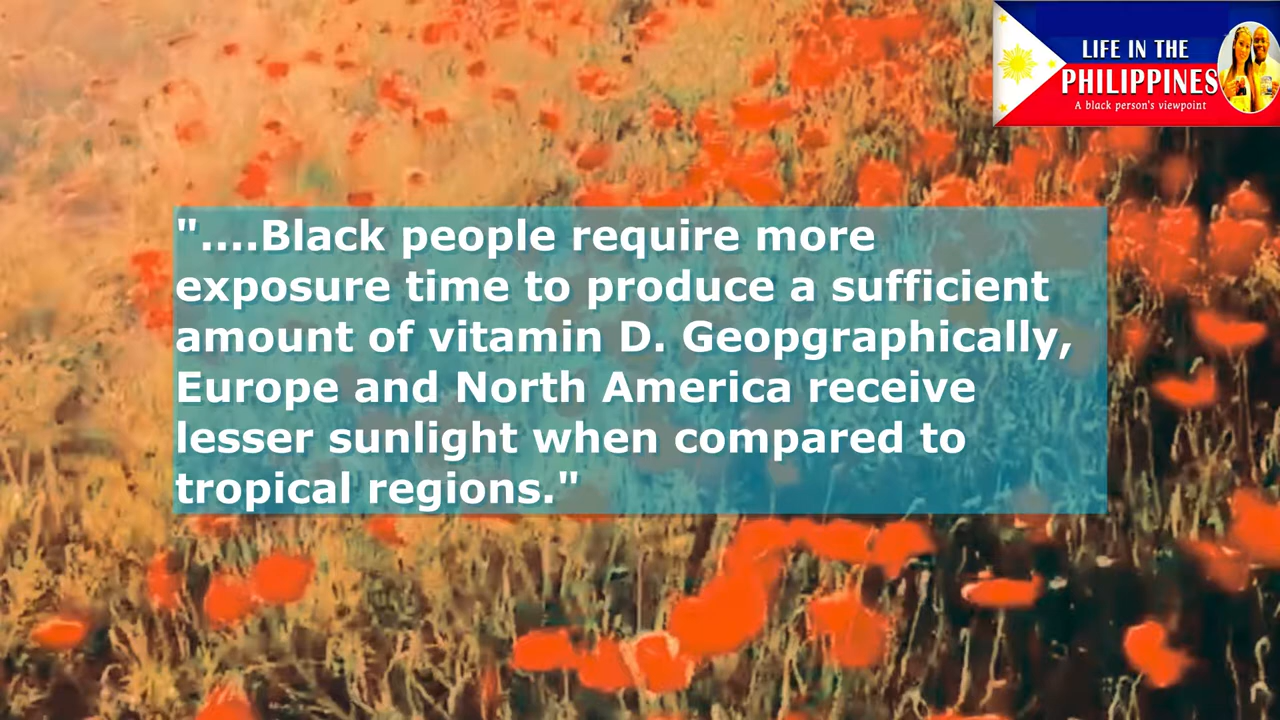 LIFE IN THE
PHILIPPINES
A black person's viewpoint
"....Black people require more
exposure time to produce a sufficient
amount of vitamin D. Geopgraphically,
Europe and North America receive
lesser sunlight when compared to
tropical regions."